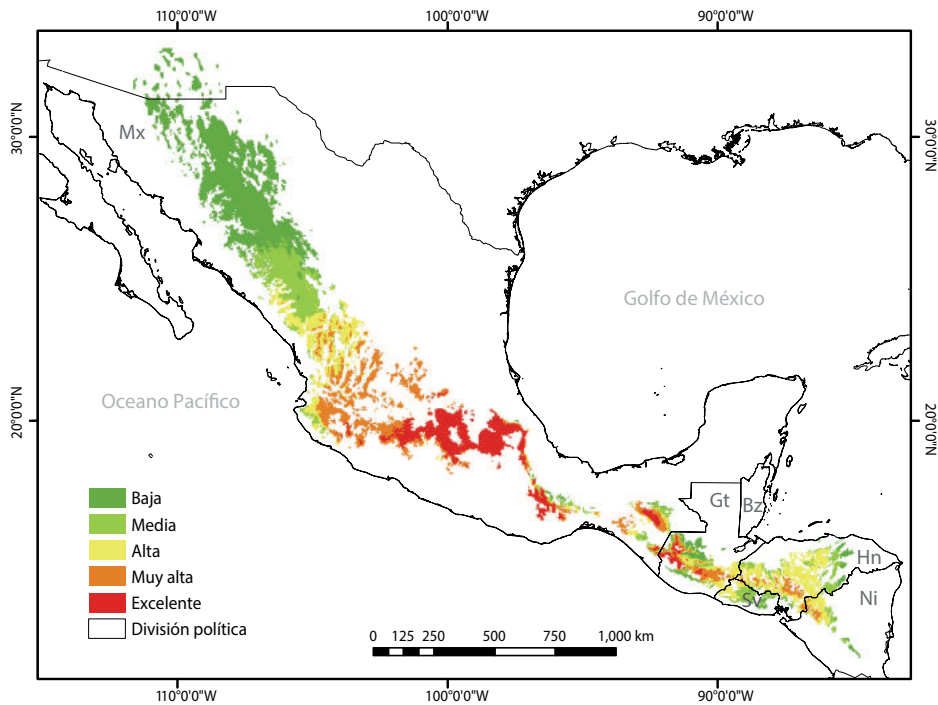 110°0'0"W 100°0'0"W 90°0'0"W
30°0'0"N
30°0'0"N
Mx
Golfo de México
Oceano Pacífico
20°0'0"N
20°0'0"N
Gt
Bz
Hn
Ni
Sv
Baja
Media
Alta
Muy alta
Excelente
División política
0 125 250 500 750 1,000 km
110°0'0"W 100°0'0"W 90°0'0"W